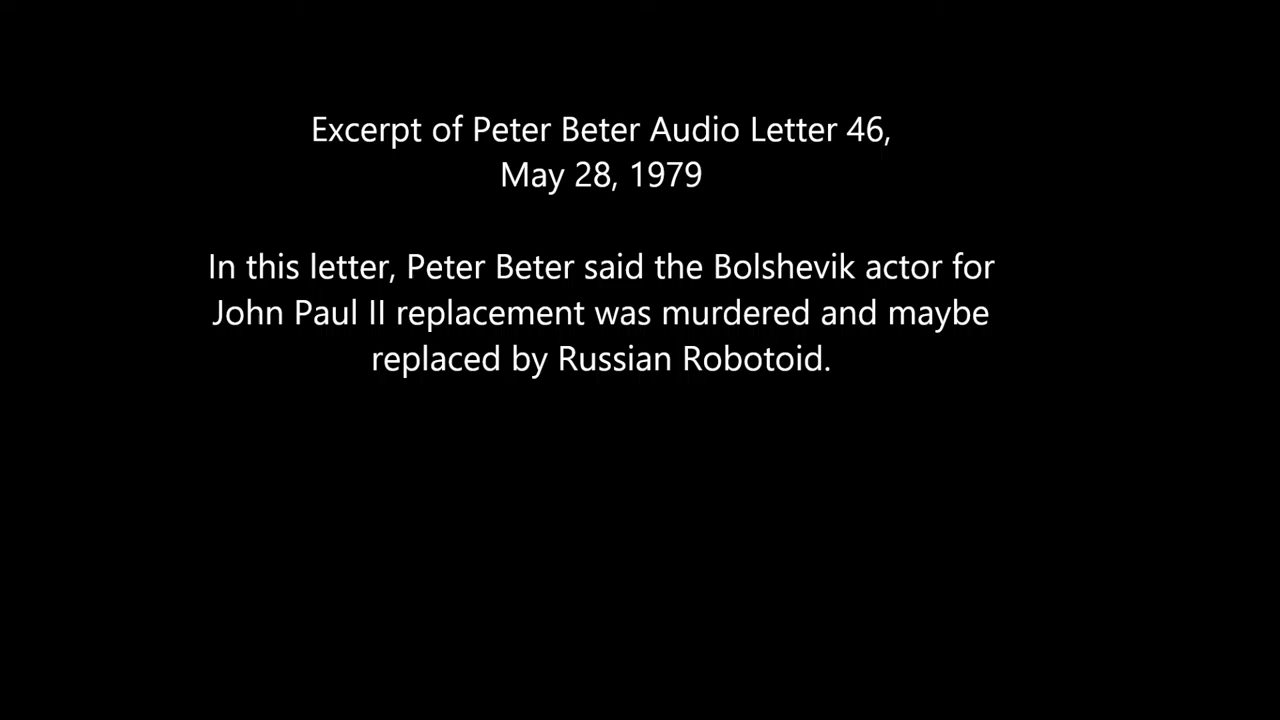 Excerpt of Peter Beter Audio Letter 46,
May 28, 1979
In this letter, Peter Beter said the Bolshevik actor for
John Paul II replacement was murdered and maybe
replaced by Russian Robotoid.